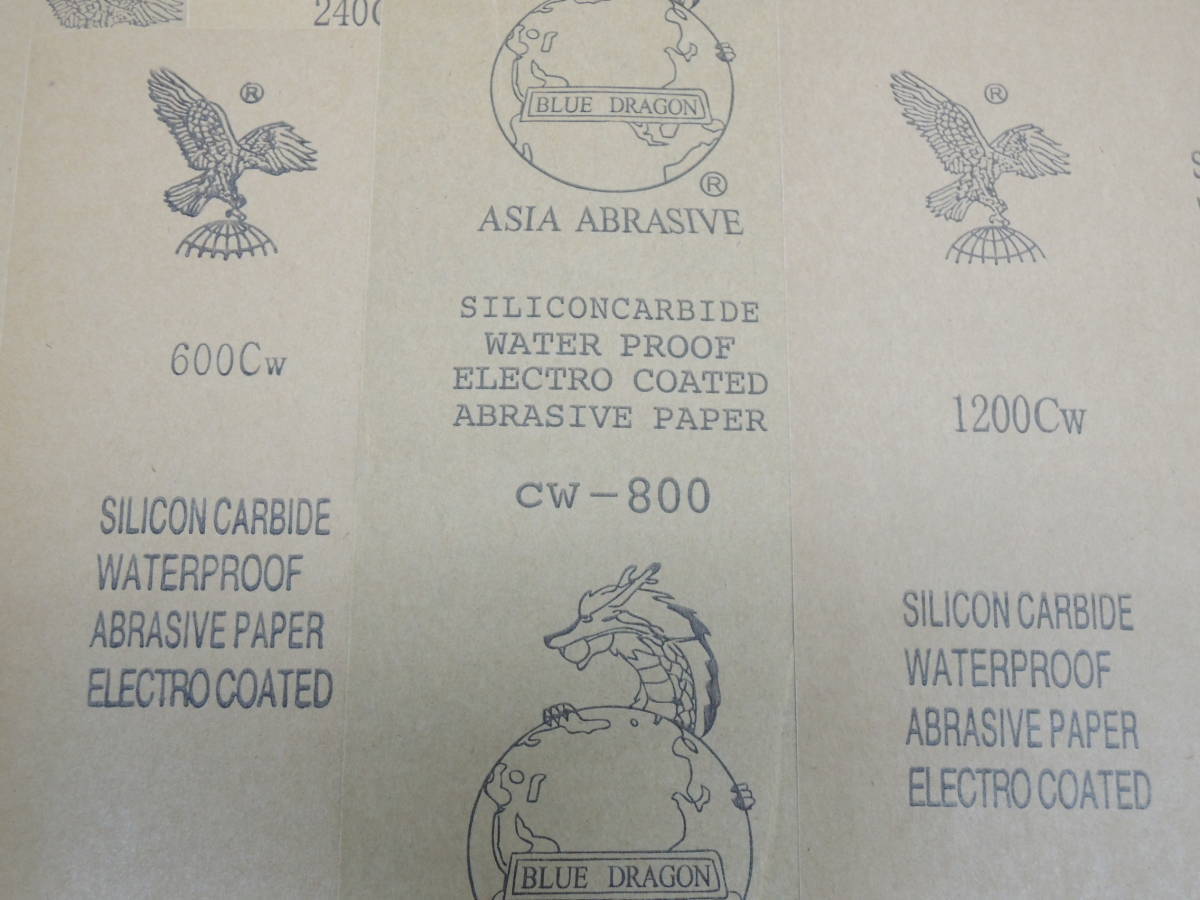 ®
600Cw
SILICON CARBIDE
WATERPROOF
ABRASIVE PAPER
ELECTRO COATED
BLUE DRAGON
®
ASIA ABRASIVE
SILICONCARBIDE
WATER PROOF
ELECTRO COATED
ABRASIVE PAPER
CW-800
BLUE DRAGON
®
1200Cw
SILICON CARBIDE
WATERPROOF
ABRASIVE PAPER
ELECTRO COATED